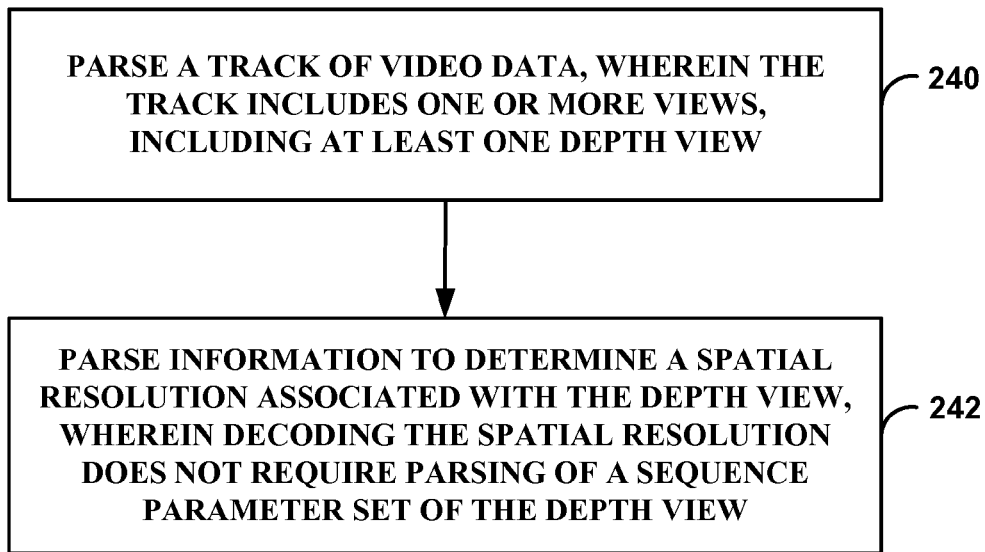 PARSE A TRACK OF VIDEO DATA, WHEREIN THE
TRACK INCLUDES ONE OR MORE VIEWS,
INCLUDING AT LEAST ONE DEPTH VIEW
240
PARSE INFORMATION TO DETERMINE A SPATIAL
RESOLUTION ASSOCIATED WITH THE DEPTH VIEW,
WHEREIN DECODING THE SPATIAL RESOLUTION
DOES NOT REQUIRE PARSING OF A SEQUENCE
PARAMETER SET OF THE DEPTH VIEW
242